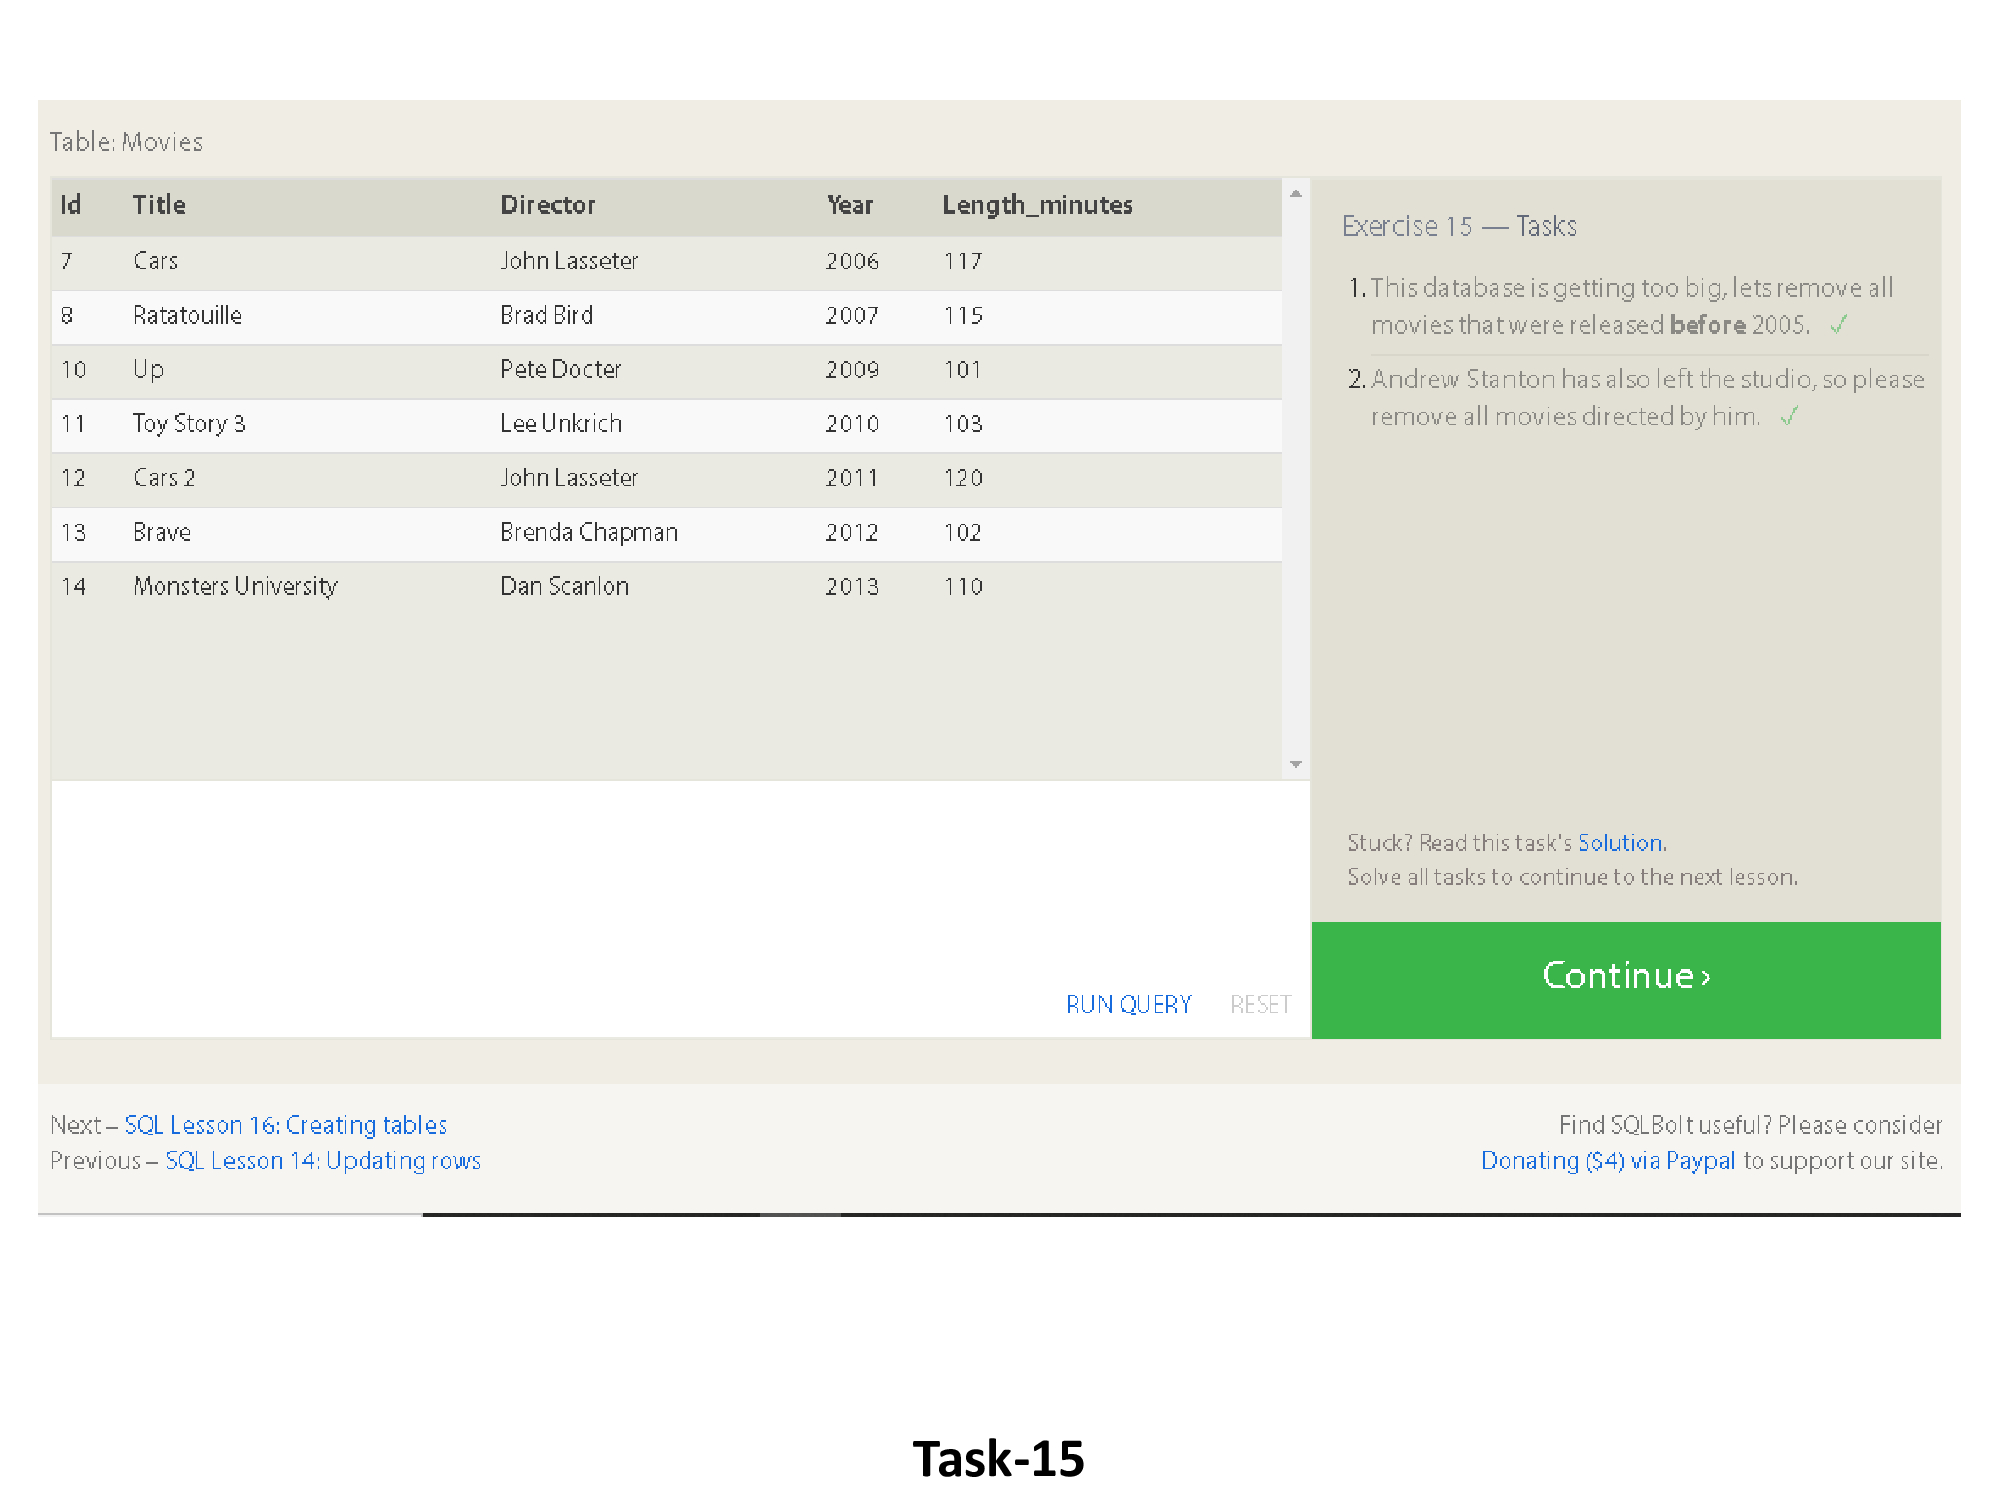 Table: Movies
Id Title Director Year Length_minutes
7 Cars John Lasseter 2006 117
8 Ratatouille Brad Bird 2007 115
10 Up Pete Docter 2009 101
11 Toy Story 3 Lee Unkrich 2010 103
12 Cars 2 John Lasseter 2011 120
13 Brave Brenda Chapman 2012 102
14 Monsters University Dan Scanlon 2013 110
RUN QUERY RESET
Exercise 15 — Tasks
1. This database is getting too big, lets remove all
movies that were released before 2005. ✓
2. Andrew Stanton has also left the studio, so please
remove all movies directed by him. ✓
Stuck? Read this task's Solution.
Solve all tasks to continue to the next lesson.
Continue ›
Next – SQL Lesson 16: Creating tables
Previous – SQL Lesson 14: Updating rows
Find SQLBolt useful? Please consider
Donating ($4) via Paypal to support our site.
Task-15